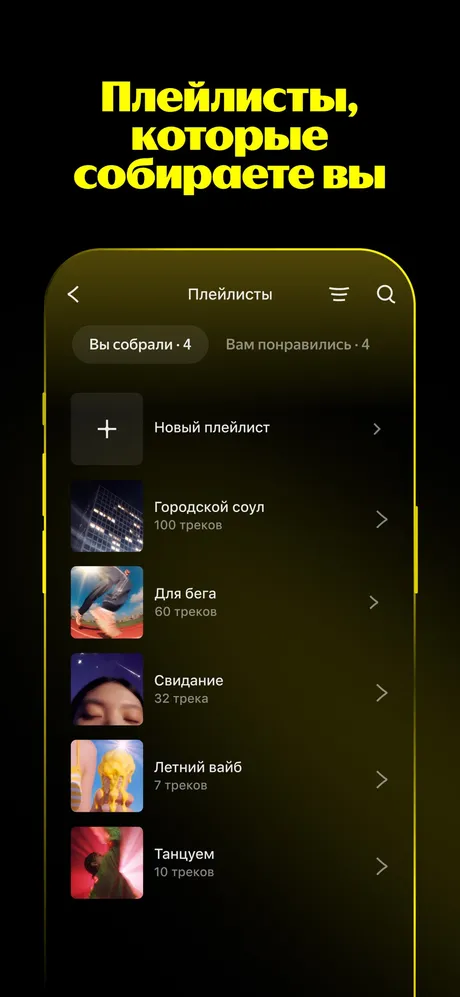 Плейлисты,
которые
собираете вы
Плейлисты
Вы собрали · 4
Вам понравились · 4
Новый плейлист
Городской соул
100 треков
Для бега
60 треков
Свидание
32 трека
Летний вайб
7 треков
Танцуем
10 треков